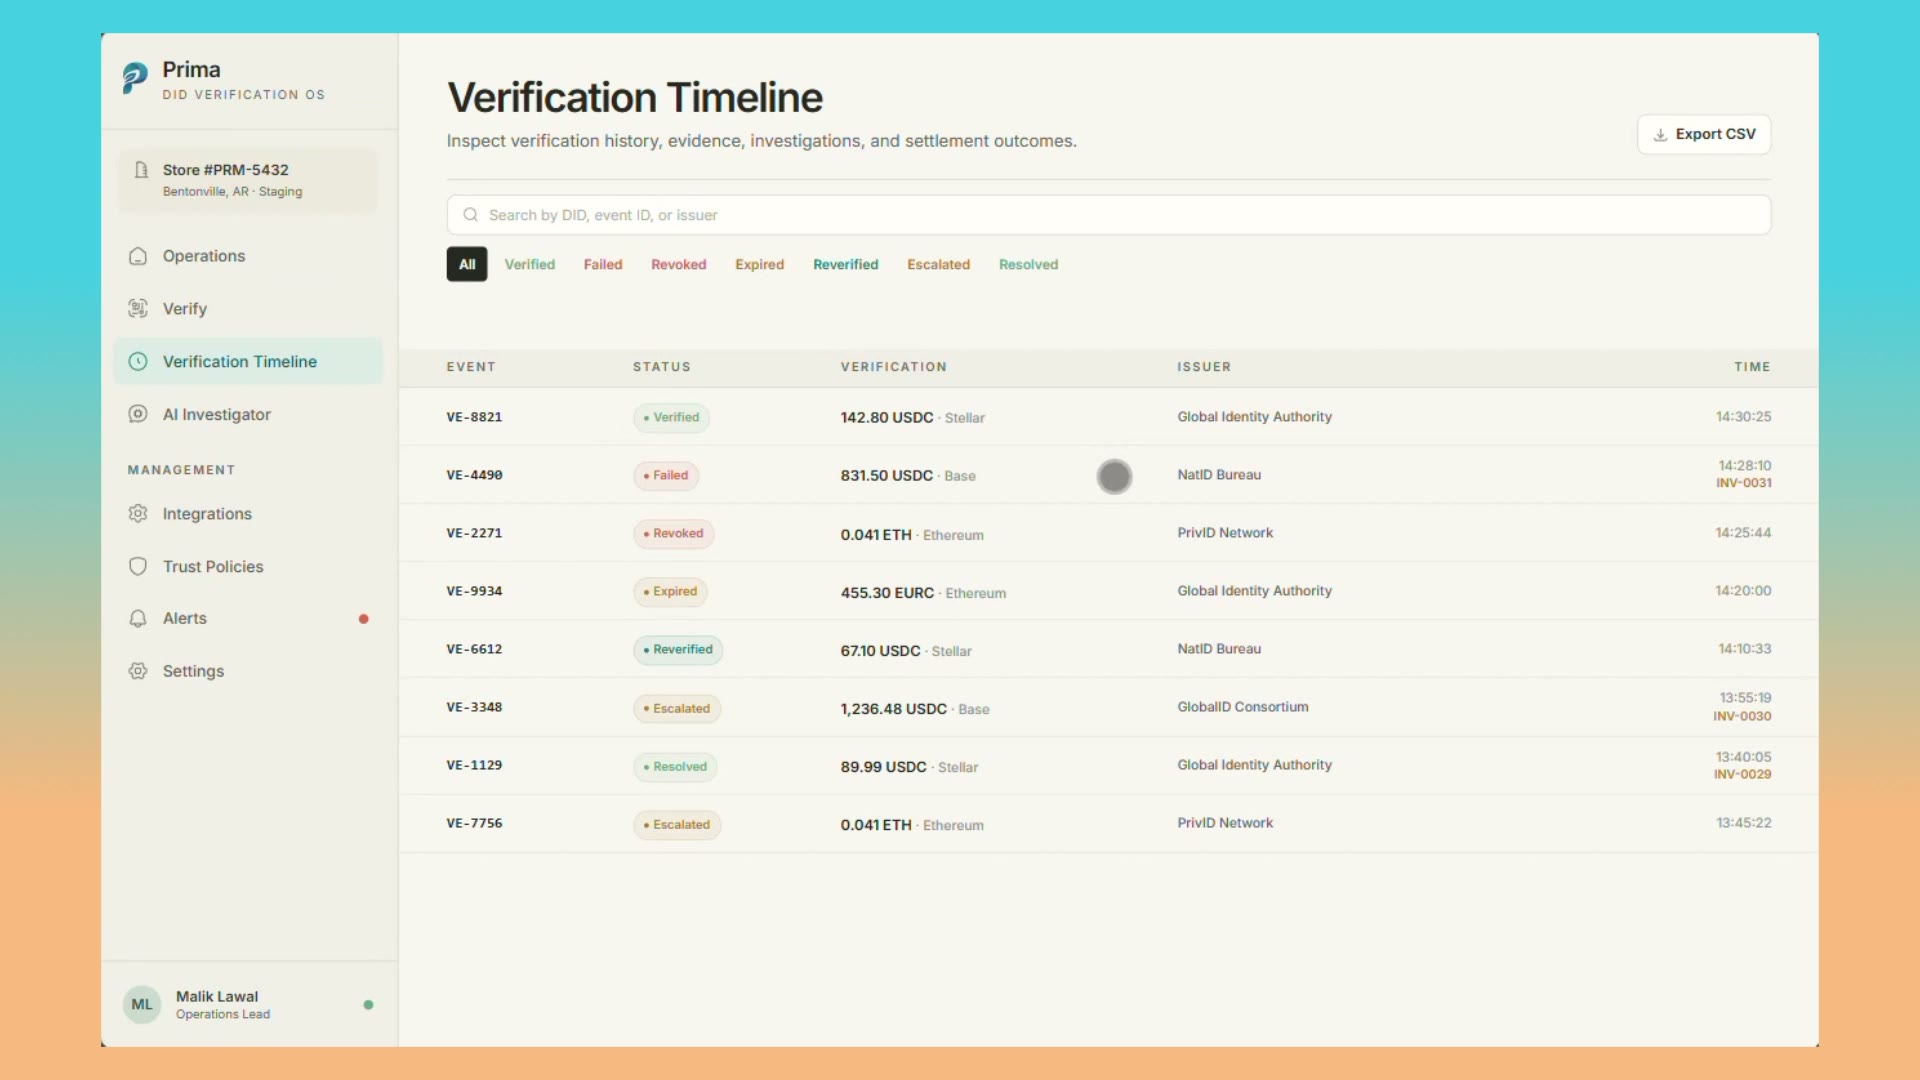 Prima
DID VERIFICATION OS
Store #PRM-5432
Bentonville, AR · Staging
Operations
Verify
Verification Timeline
AI Investigator
MANAGEMENT
Integrations
Trust Policies
Alerts
Settings
ML
Malik Lawal
Operations Lead
Verification Timeline
Inspect verification history, evidence, investigations, and settlement outcomes.
Export CSV
Search by DID, event ID, or issuer
All Verified Failed Revoked Expired Reverified Escalated Resolved
EVENT STATUS VERIFICATION ISSUER TIME
VE-8821 • Verified 142.80 USDC · Stellar Global Identity Authority 14:30:25
VE-4490 • Failed 831.50 USDC · Base NatID Bureau 14:28:10
INV-0031
VE-2271 • Revoked 0.041 ETH · Ethereum PrivID Network 14:25:44
VE-9934 • Expired 455.30 EURC · Ethereum Global Identity Authority 14:20:00
VE-6612 • Reverified 67.10 USDC · Stellar NatID Bureau 14:10:33
VE-3348 • Escalated 1,236.48 USDC · Base GlobalID Consortium 13:55:19
INV-0030
VE-1129 • Resolved 89.99 USDC · Stellar Global Identity Authority 13:40:05
INV-0029
VE-7756 • Escalated 0.041 ETH · Ethereum PrivID Network 13:45:22